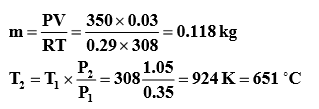 m = PV/RT = 350 × 0.03/0.29 × 308 = 0.118 kg
T₂ = T₁ × P₂/P₁ = 308 1.05/0.35 = 924 K = 651 °C